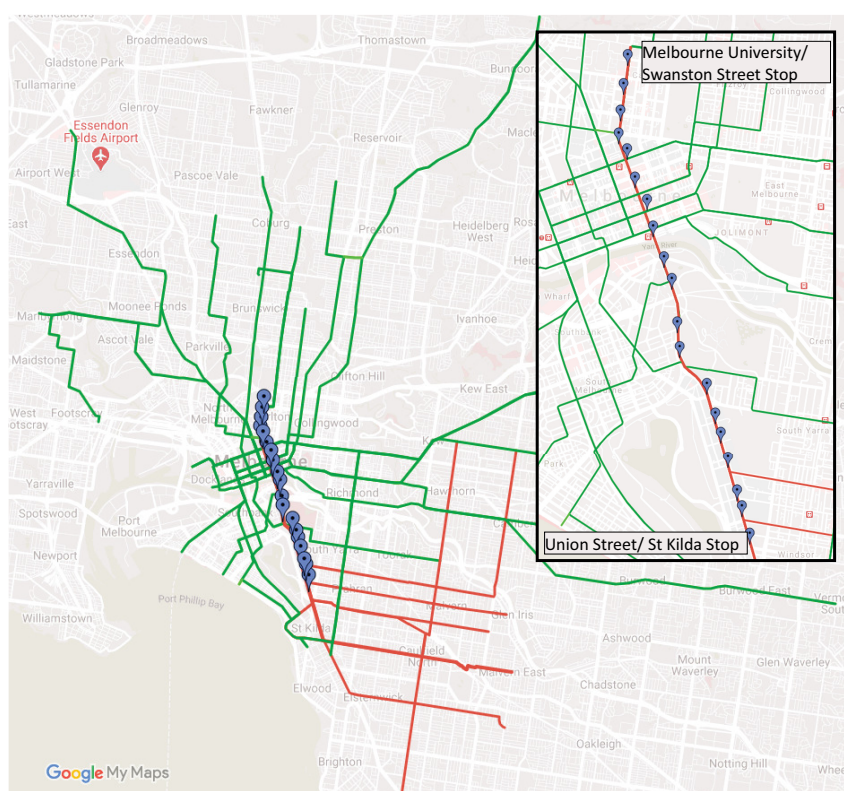 Westmeadows
Broadmeadows
Thomastown
Gladstone Park
Bundoora
Tullamarine
Glenroy
Fawkner
Essendon
Fields Airport
Reservoir
Airport West
Pascoe Vale
Coburg
Preston
Heidelberg
West
Essendon
Moonee Ponds
Brunswick
Ivanhoe
Maidstone
Ascot Vale
Parkville
Clifton Hill
Kew East
North
Melbourne
Collingwood
West
Footscray
Kew
Melbourne
Yarraville
Richmond
Hawthorn
Spotswood
Port
Melbourne
Southbank
Newport
South Yarra
Toorak
Prahran
Malvern
Glen Iris
Burwood
Burwood East
Port Phillip Bay
Williamstown
St Kilda
Caulfield
North
Malvern East
Ashwood
Mount
Waverley
Glen Waverley
Elwood
Elsternwick
Chadstone
Brighton
Oakleigh
Notting Hill
Google My Maps
Melbourne University/
Swanston Street Stop
Collingwood
Melbourne
East
Melbourne
JOLIMONT
Yarra River
Wharf
Southbank
South
Melbourne
South Yarra
Park
Windsor
Union Street/ St Kilda Stop